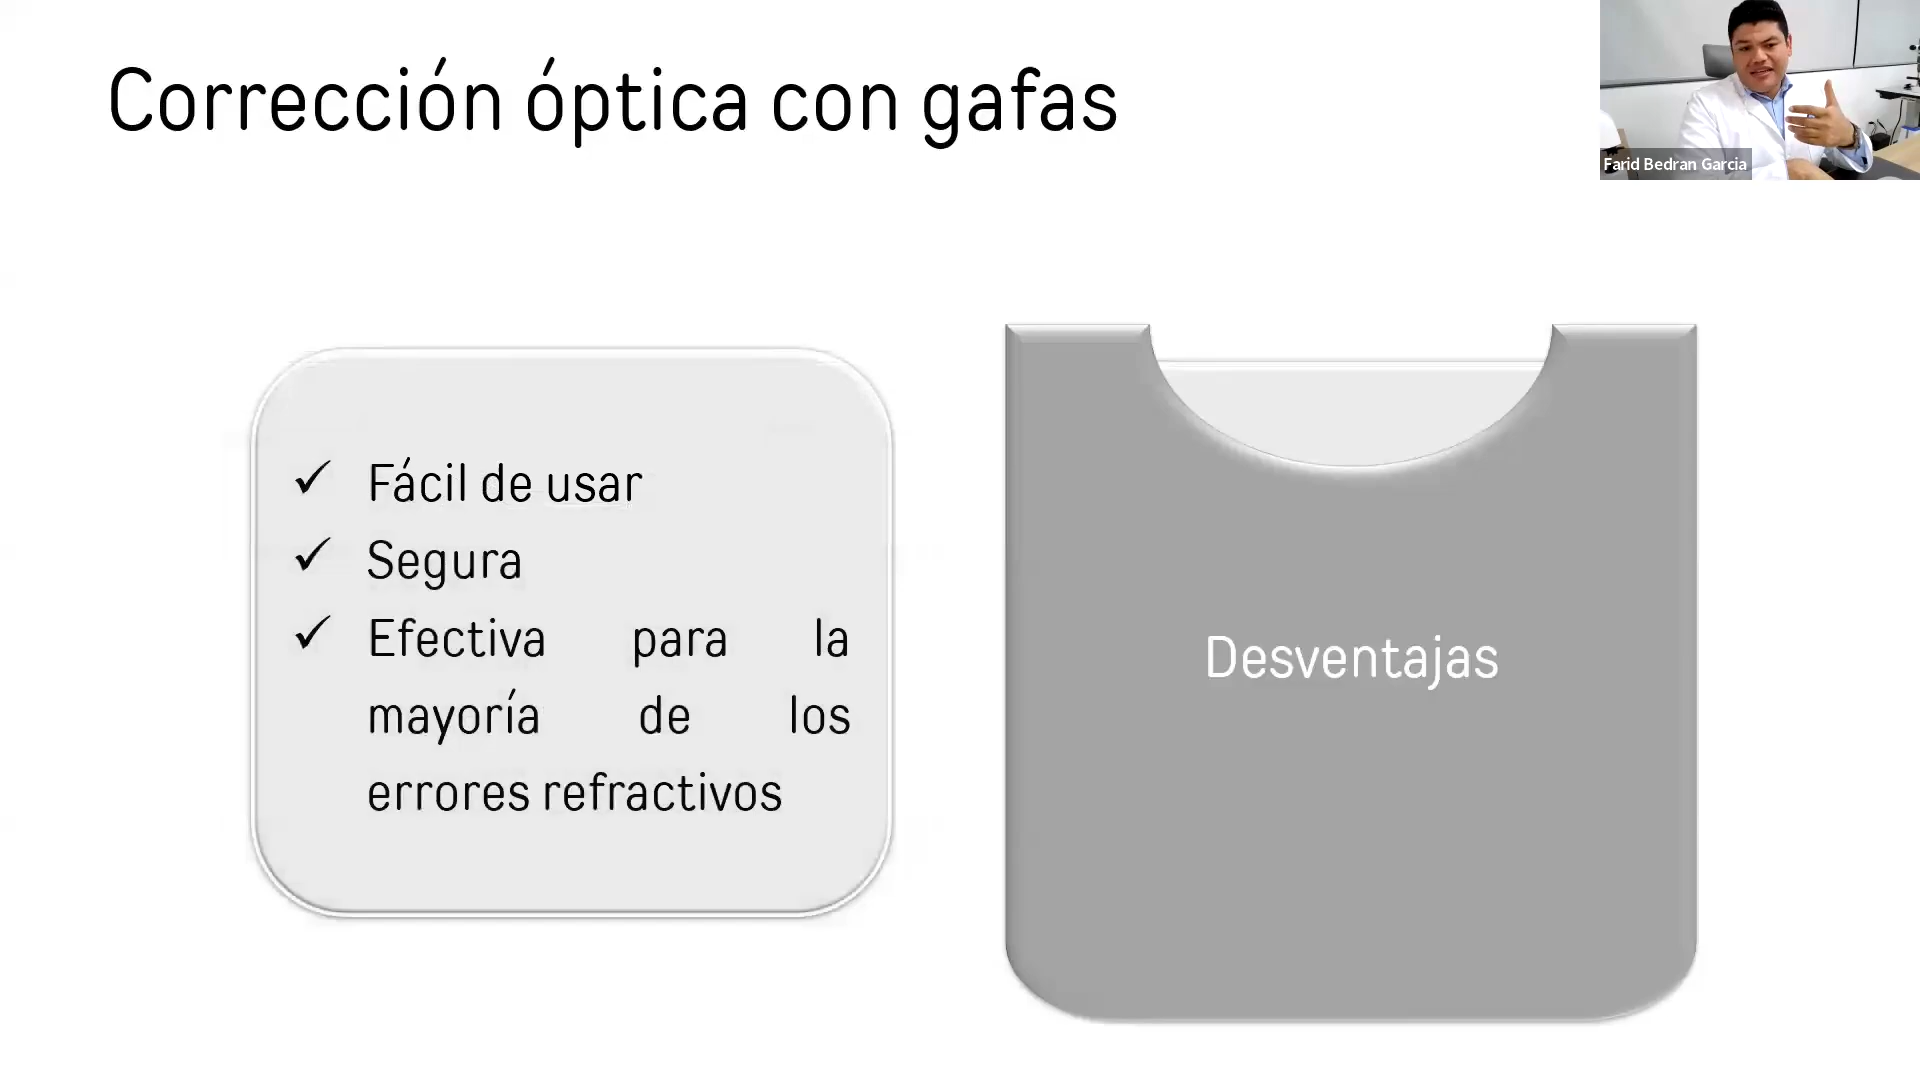 Corrección óptica con gafas
Farid Bedran Garcia
Fácil de usar
Segura
Efectiva para la
mayoría de los
errores refractivos
Desventajas